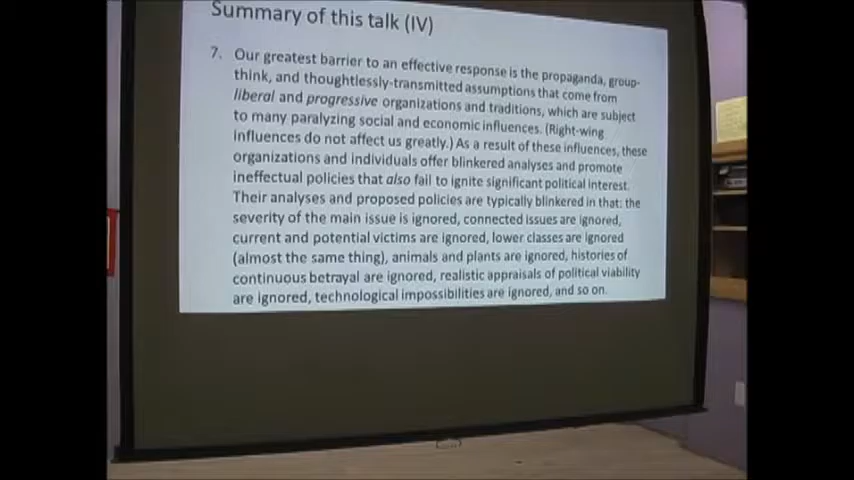 Summary of this talk (IV)
7. Our greatest barrier to an effective response is the propaganda, group-
think, and thoughtlessly-transmitted assumptions that come from
liberal and progressive organizations and traditions, which are subject
to many paralyzing social and economic influences. (Right-wing
influences do not affect us greatly.) As a result of these influences, these
organizations and individuals offer blinkered analyses and promote
ineffectual policies that also fail to ignite significant political interest.
Their analyses and proposed policies are typically blinkered in that: the
severity of the main issue is ignored, connected issues are ignored,
current and potential victims are ignored, lower classes are ignored
(almost the same thing), animals and plants are ignored, histories of
continuous betrayal are ignored, realistic appraisals of political viability
are ignored, technological impossibilities are ignored, and so on.